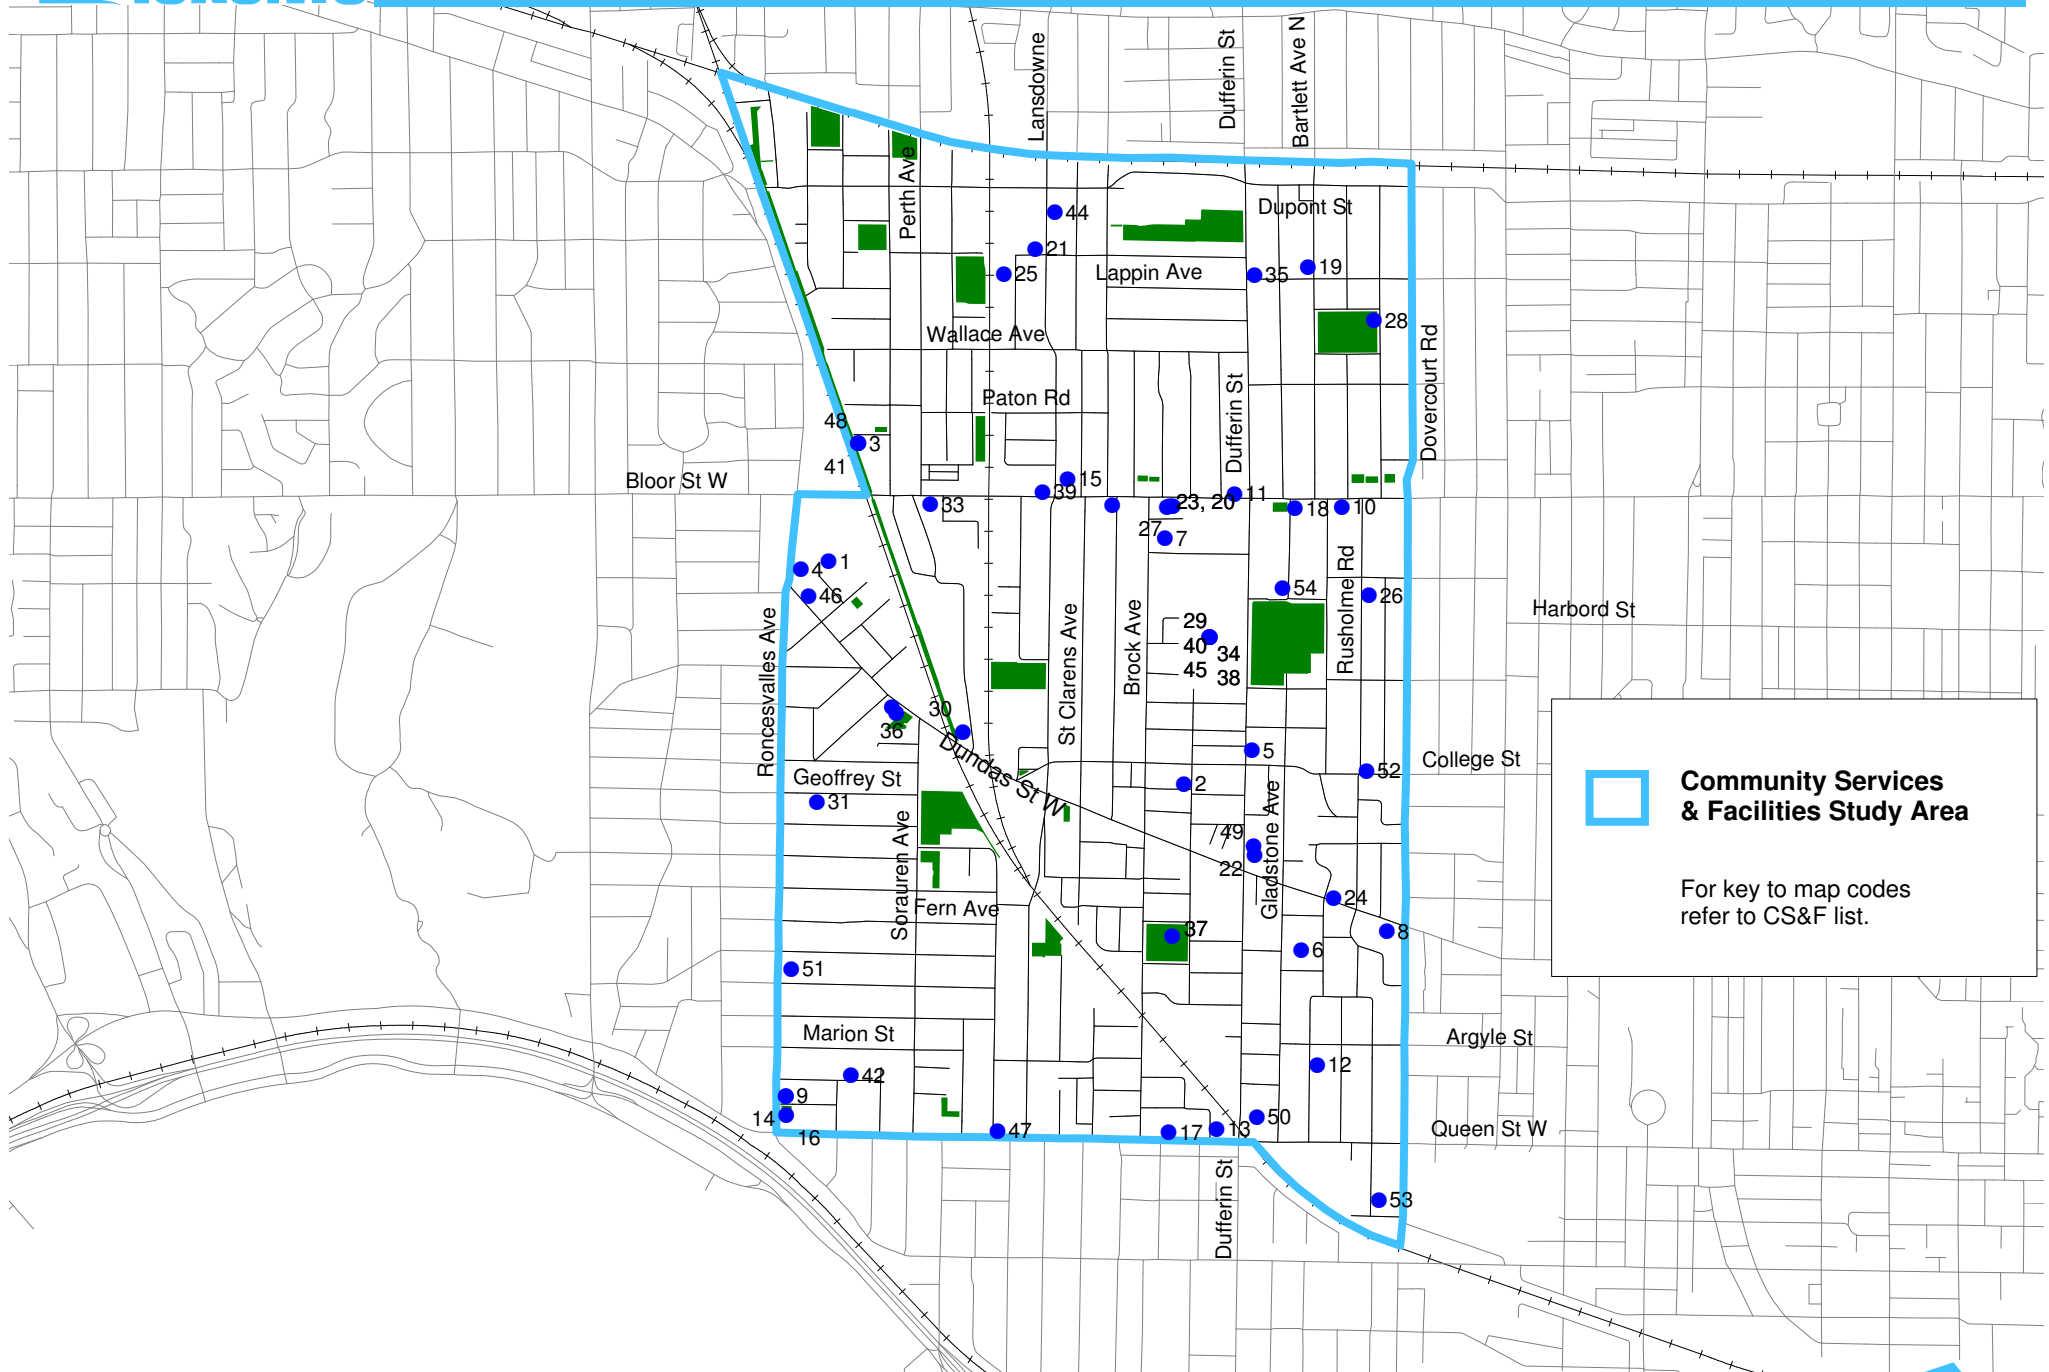 Lansdowne
Dufferin St
Bartlett Ave N
Perth Ave
44
Dupont St
21
25
Lappin Ave
35
19
28
Wallace Ave
Dovercourt Rd
Paton Rd
Dufferin St
48
3
41
Bloor St W
15
39
11
33
23, 20
18
10
27
7
1
4
46
54
26
Rusholme Rd
Harbord St
Roncesvalles Ave
St Clarens Ave
Brock Ave
29
40
34
45
38
30
36
Dundas St W
5
College St
52
Geoffrey St
2
31
Gladstone Ave
49
22
Sorauren Ave
Fern Ave
24
37
8
6
51
Marion St
Argyle St
12
42
9
14
16
47
17
13
50
Queen St W
Dufferin St
53
Community Services
& Facilities Study Area
For key to map codes
refer to CS&F list.